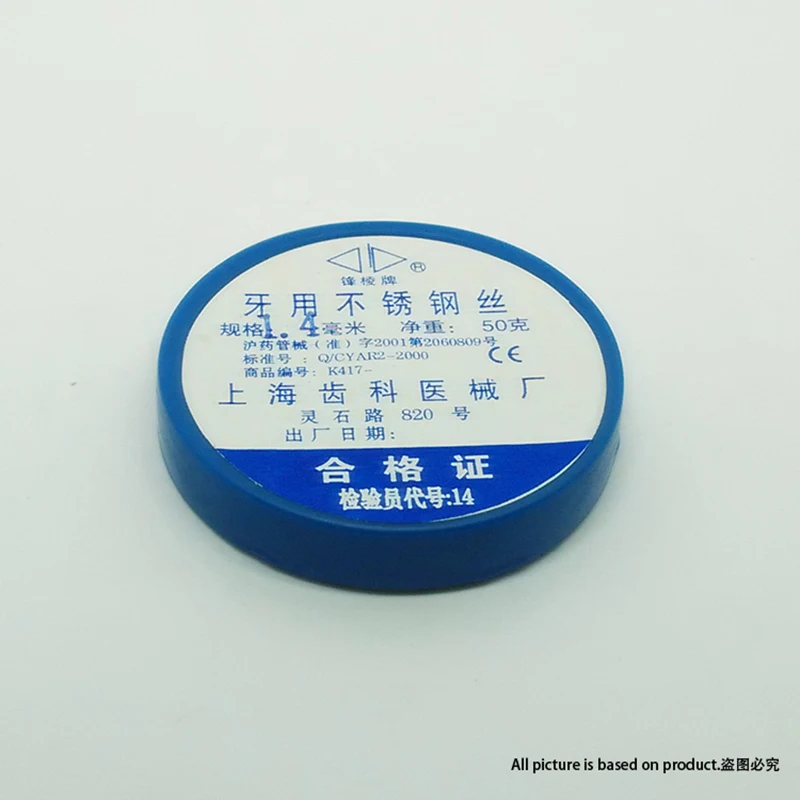 ®
锋棱牌
牙用不锈钢丝
规格1.4毫米 净重: 50克
沪药管械(准)字2001第2060809号
标准号: Q/CYAR2-2000 CE
商品编号: K417-
上海齿科医械厂
灵石路 820 号
出厂日期:
合格证
检验员代号:14
All picture is based on product.盗图必究